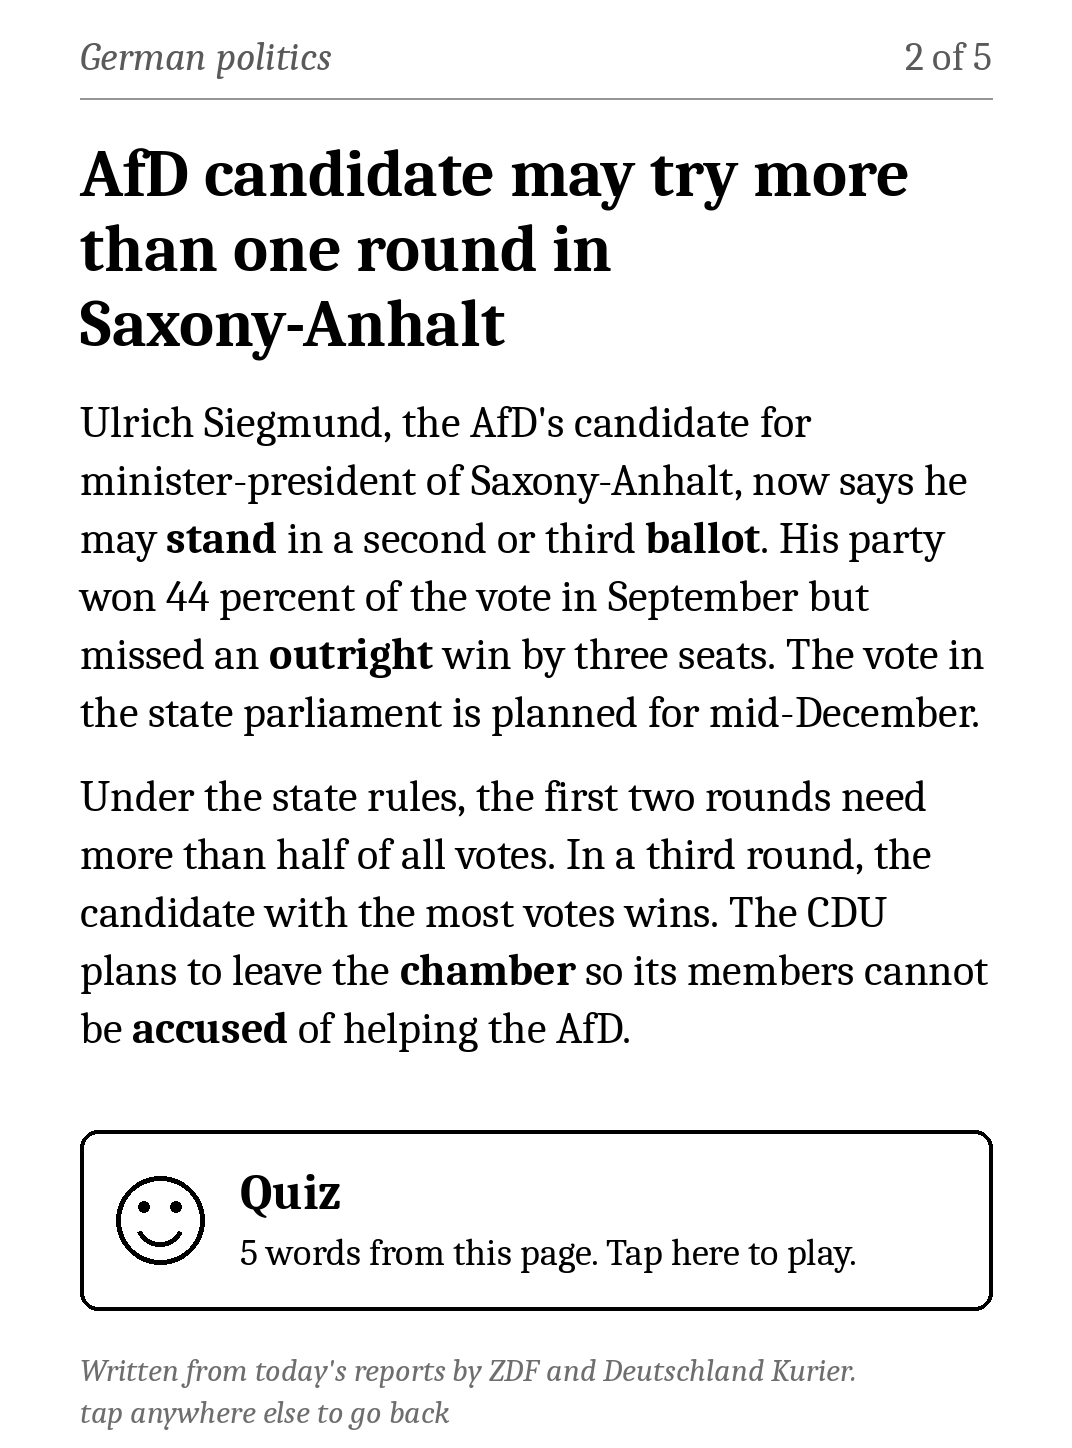 German politics
2 of 5
AfD candidate may try more
than one round in
Saxony-Anhalt
Ulrich Siegmund, the AfD's candidate for
minister-president of Saxony-Anhalt, now says he
may stand in a second or third ballot. His party
won 44 percent of the vote in September but
missed an outright win by three seats. The vote in
the state parliament is planned for mid-December.
Under the state rules, the first two rounds need
more than half of all votes. In a third round, the
candidate with the most votes wins. The CDU
plans to leave the chamber so its members cannot
be accused of helping the AfD.
Quiz
5 words from this page. Tap here to play.
Written from today's reports by ZDF and Deutschland Kurier.
tap anywhere else to go back